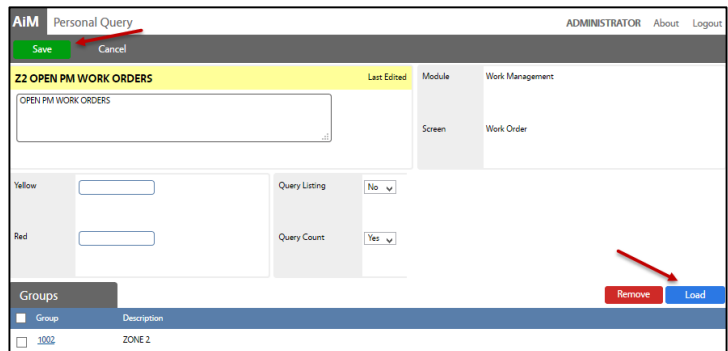 AiM Personal Query ADMINISTRATOR About Logout
Save Cancel
Z2 OPEN PM WORK ORDERS Last Edited
OPEN PM WORK ORDERS
Module Work Management
Screen Work Order
Yellow Query Listing No
Red Query Count Yes
Groups Remove Load
Group Description
1002 ZONE 2